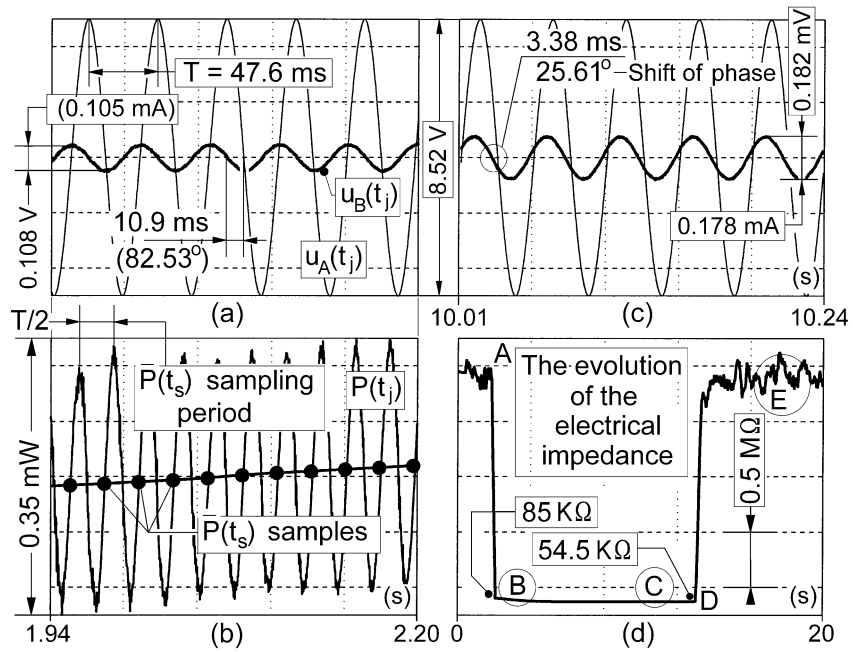 T = 47.6 ms
(0.105 mA)
0.108 V
10.9 ms
(82.53º)
u_B(t_j)
u_A(t_j)
(a)
8.52 V
3.38 ms
25.61º – Shift of phase
0.182 mV
0.178 mA
(s)
(c)
10.01
10.24
T/2
P(t_s) sampling
period
P(t_j)
0.35 mW
P(t_s) samples
(s)
1.94
(b)
2.20
A
The evolution
of the
electrical
impedance
E
0.5 MΩ
85 KΩ
54.5 KΩ
B
C
D
(s)
0
(d)
20